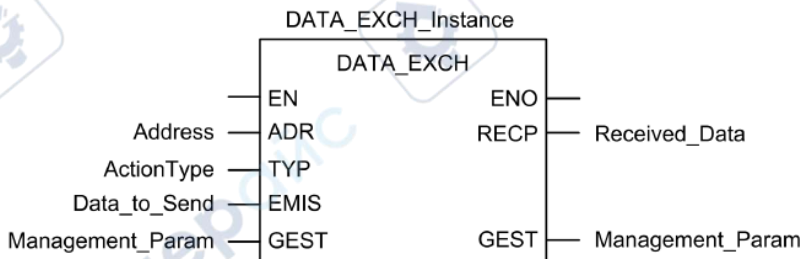 DATA_EXCH_Instance
DATA_EXCH
EN ENO
Address ADR RECP Received_Data
ActionType TYP
Data_to_Send EMIS
Management_Param GEST GEST Management_Param